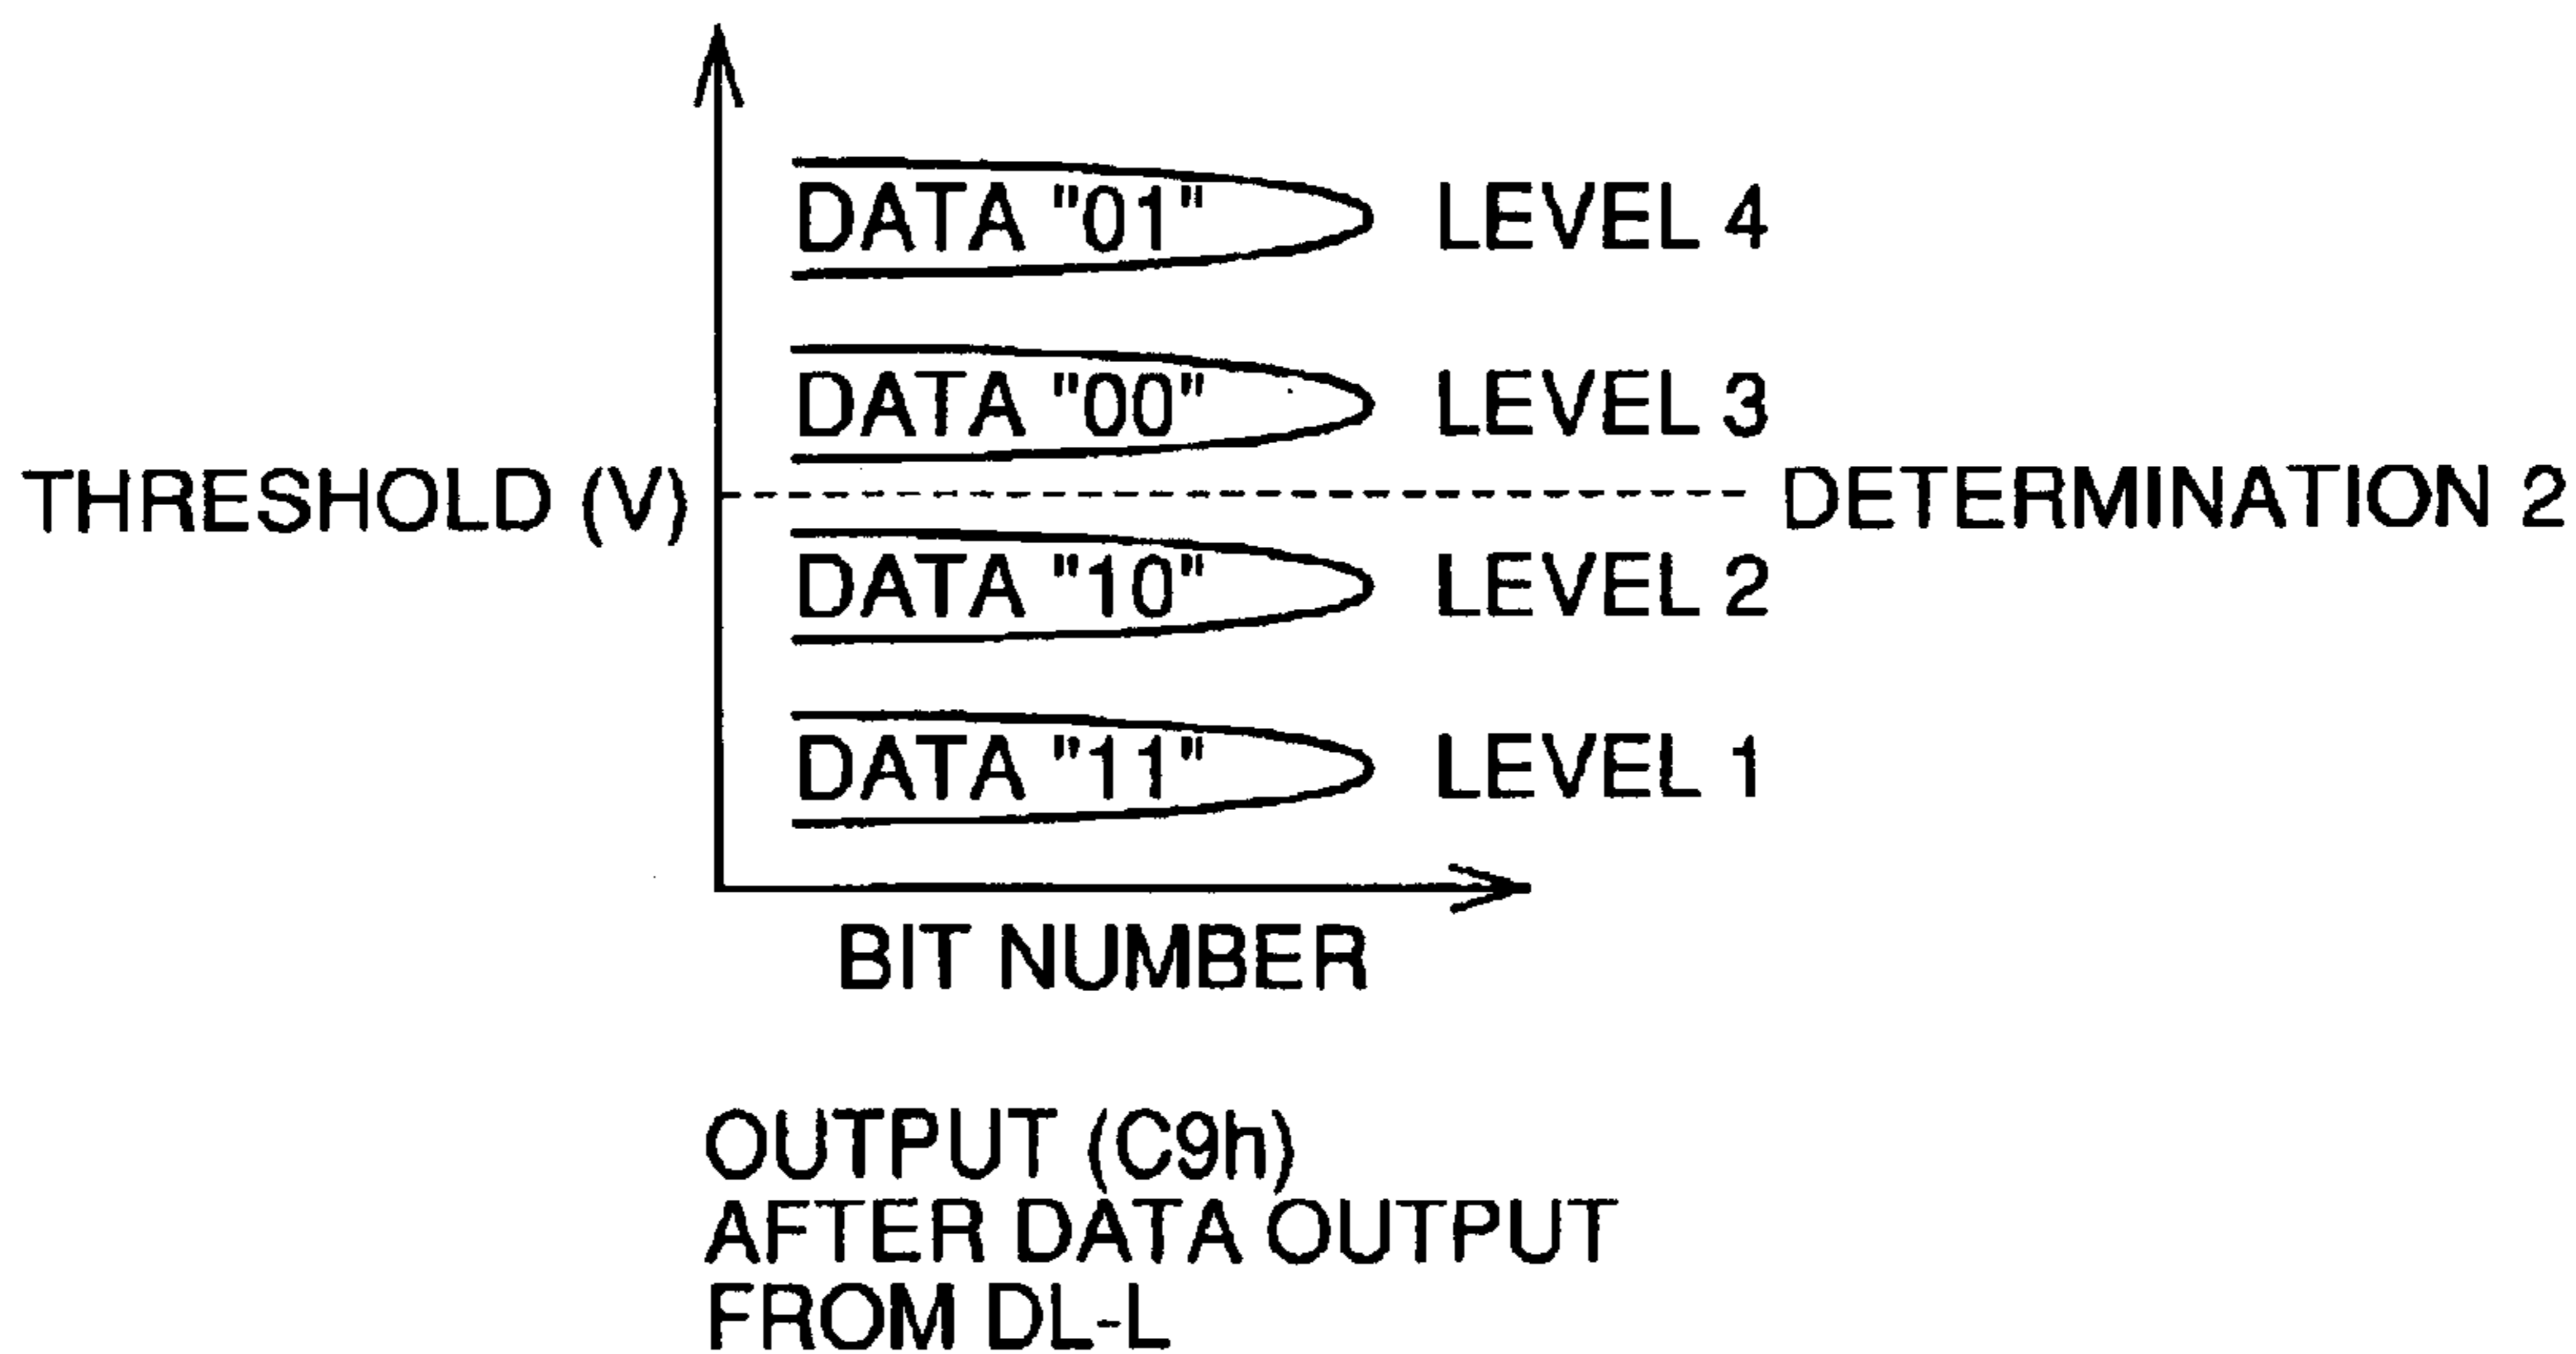 DATA "01" LEVEL 4
DATA "00" LEVEL 3
THRESHOLD (V) DETERMINATION 2
DATA "10" LEVEL 2
DATA "11" LEVEL 1
BIT NUMBER
OUTPUT (C9h)
AFTER DATA OUTPUT
FROM DL-L